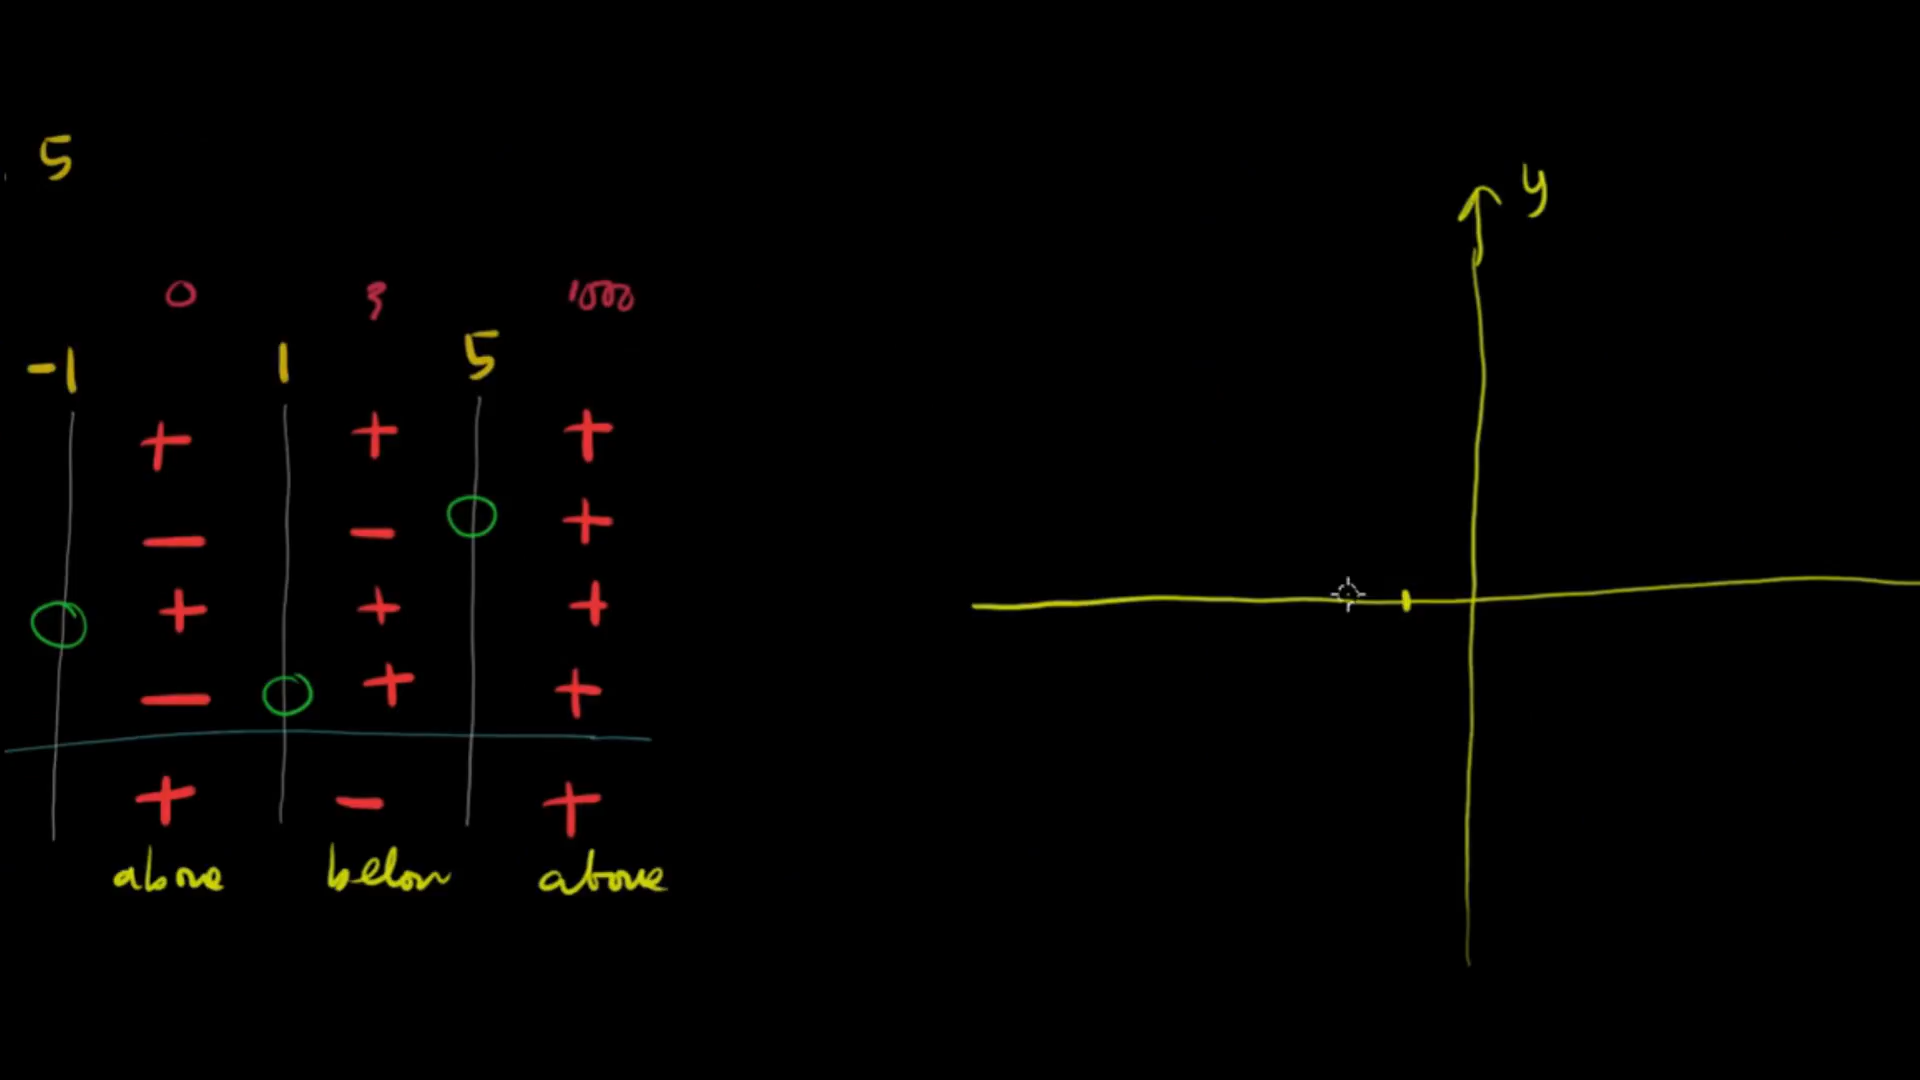 5
y
0 3 1000
-1 1 5
+ + +
- - +
+ + +
- + +
+ - +
above below above